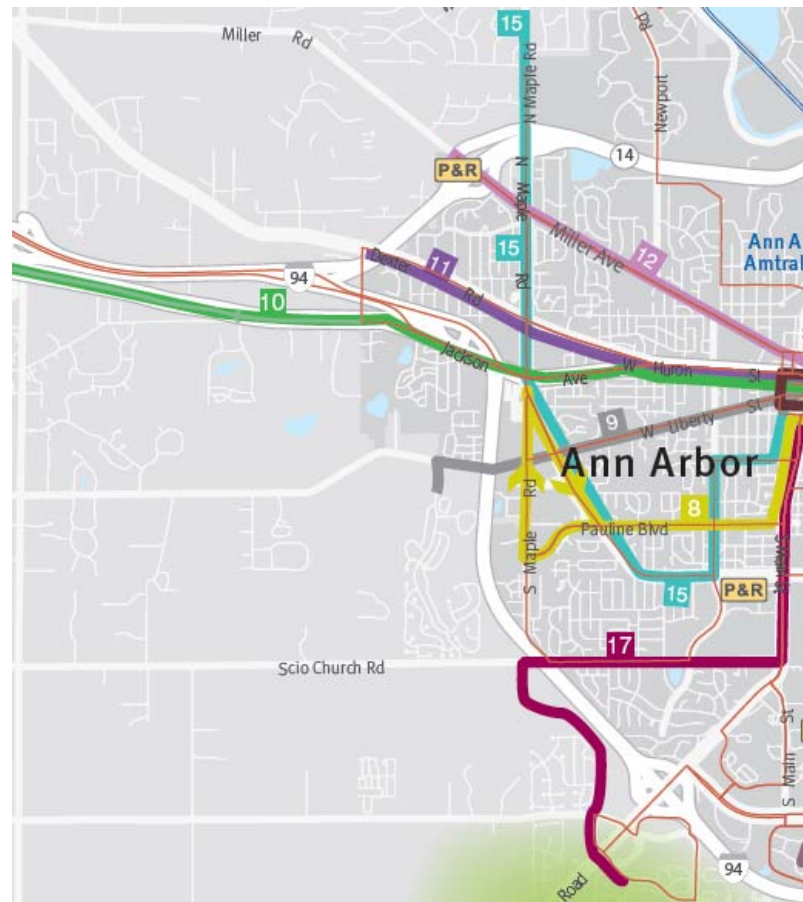 15
Miller Rd
Rd
N Maple Rd
Newport
14
P&R
N Maple Rd
15
Miller Ave
12
Ann A
Amtra
Dexter Rd
11
94
10
Jackson Ave
W Huron St
9
W Liberty St
Ann Arbor
8
S Maple Rd
Pauline Blvd
P&R
15
17
Scio Church Rd
S Main St
94
Road